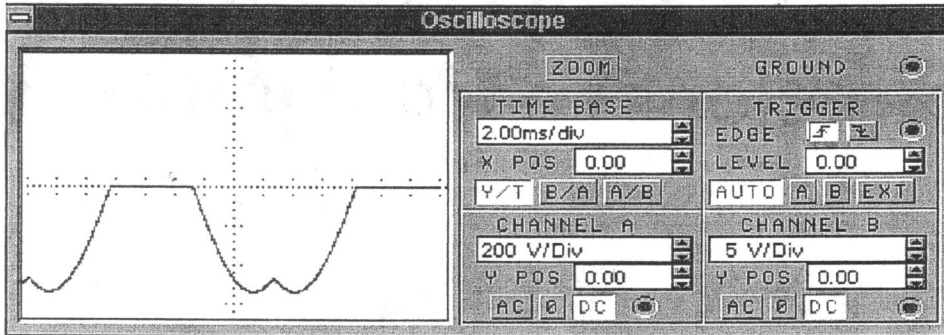 Oscilloscope
ZOOM GROUND
TIME BASE
2.00ms/div
X POS 0.00
Y/T B/A A/B
TRIGGER
EDGE
LEVEL 0.00
AUTO A B EXT
CHANNEL A
200 V/Div
Y POS 0.00
AC 0 DC
CHANNEL B
5 V/Div
Y POS 0.00
AC 0 DC